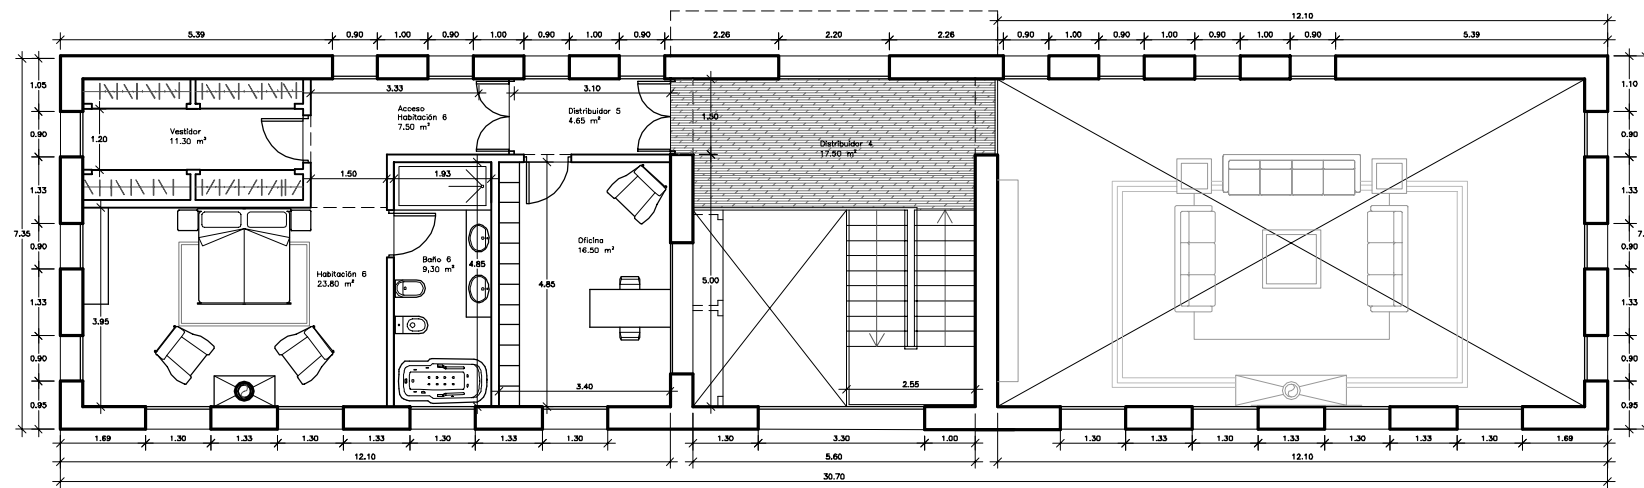 12.10
5.39 0.90 1.00 0.90 1.00 0.90 1.00 0.90 2.26 2.20 2.26 0.90 1.00 0.90 1.00 0.90 1.00 0.90 5.39
1.05
0.90
1.33
0.90
1.33
0.90
0.95
7.35
3.33
3.10
Acceso
Habitación 6
7.50 m²
Distribuidor 5
4.65 m²
1.50
Distribuidor 4
17.50 m²
Vestidor
11.30 m²
1.20
1.50
1.93
Oficina
16.50 m²
Baño 6
9,30 m²
4.85
4.85
Habitación 6
23.80 m²
3.95
5.00
3.40
2.55
1.10
0.90
1.33
0.90
1.33
0.90
0.95
1.69 1.30 1.33 1.30 1.33 1.30 1.33 1.30 1.30 3.30 1.00 1.30 1.33 1.30 1.33 1.30 1.33 1.30 1.69
12.10 5.60 12.10
30.70